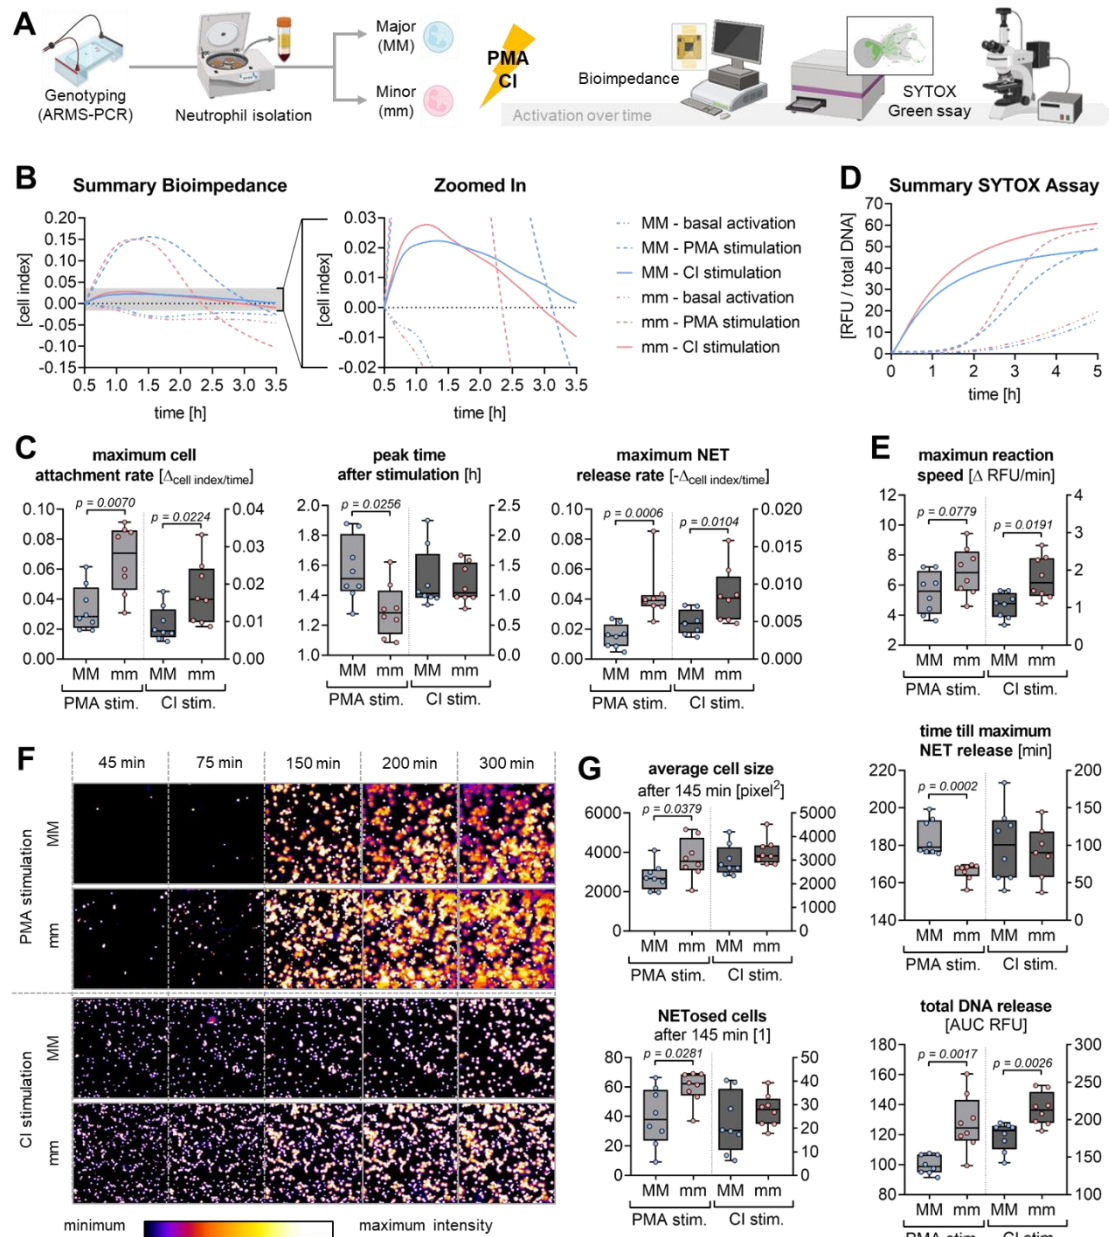 A
Genotyping
(ARMS-PCR)
Neutrophil isolation
Major
(MM)
Minor
(mm)
PMA
CI
Bioimpedance
Activation over time
SYTOX
Green ssay
B
Summary Bioimpedance
[cell index]
0.20
0.15
0.10
0.05
0.00
-0.05
-0.10
-0.15
0.5 1.0 1.5 2.0 2.5 3.0 3.5
time [h]
Zoomed In
[cell index]
0.03
0.02
0.01
0.00
-0.01
-0.02
0.5 1.0 1.5 2.0 2.5 3.0 3.5
time [h]
MM - basal activation
MM - PMA stimulation
MM - CI stimulation
mm - basal activation
mm - PMA stimulation
mm - CI stimulation
D
Summary SYTOX Assay
[RFU / total DNA]
70
60
50
40
30
20
10
0
0 1 2 3 4 5
time [h]
C
maximum cell
attachment rate [Δcell index/time]
p = 0.0070
p = 0.0224
0.10
0.08
0.06
0.04
0.02
0.00
0.04
0.03
0.02
0.01
0.00
MM mm MM mm
PMA stim. CI stim.
peak time
after stimulation [h]
p = 0.0256
2.0
1.8
1.6
1.4
1.2
1.0
2.5
2.0
1.5
1.0
0.5
0.0
MM mm MM mm
PMA stim. CI stim.
maximum NET
release rate [-Δcell index/time]
p = 0.0006
p = 0.0104
0.10
0.08
0.06
0.04
0.02
0.00
0.020
0.015
0.010
0.005
0.000
MM mm MM mm
PMA stim. CI stim.
E
maximun reaction
speed [Δ RFU/min]
p = 0.0779
p = 0.0191
12
10
8
6
4
2
4
3
2
1
0
MM mm MM mm
PMA stim. CI stim.
time till maximum
NET release [min]
p = 0.0002
220
200
180
160
140
200
150
100
50
0
MM mm MM mm
PMA stim. CI stim.
total DNA release
[AUC RFU]
p = 0.0017
p = 0.0026
180
160
140
120
100
80
300
250
200
150
100
MM mm MM mm
PMA stim. CI stim.
F
45 min 75 min 150 min 200 min 300 min
PMA stimulation
MM
mm
CI stimulation
MM
mm
minimum maximum intensity
G
average cell size
after 145 min [pixel²]
p = 0.0379
6000
4000
2000
0
5000
4000
3000
2000
1000
0
MM mm MM mm
PMA stim. CI stim.
NETosed cells
after 145 min [1]
p = 0.0281
80
60
40
20
0
50
40
30
20
10
0
MM mm MM mm
PMA stim. CI stim.